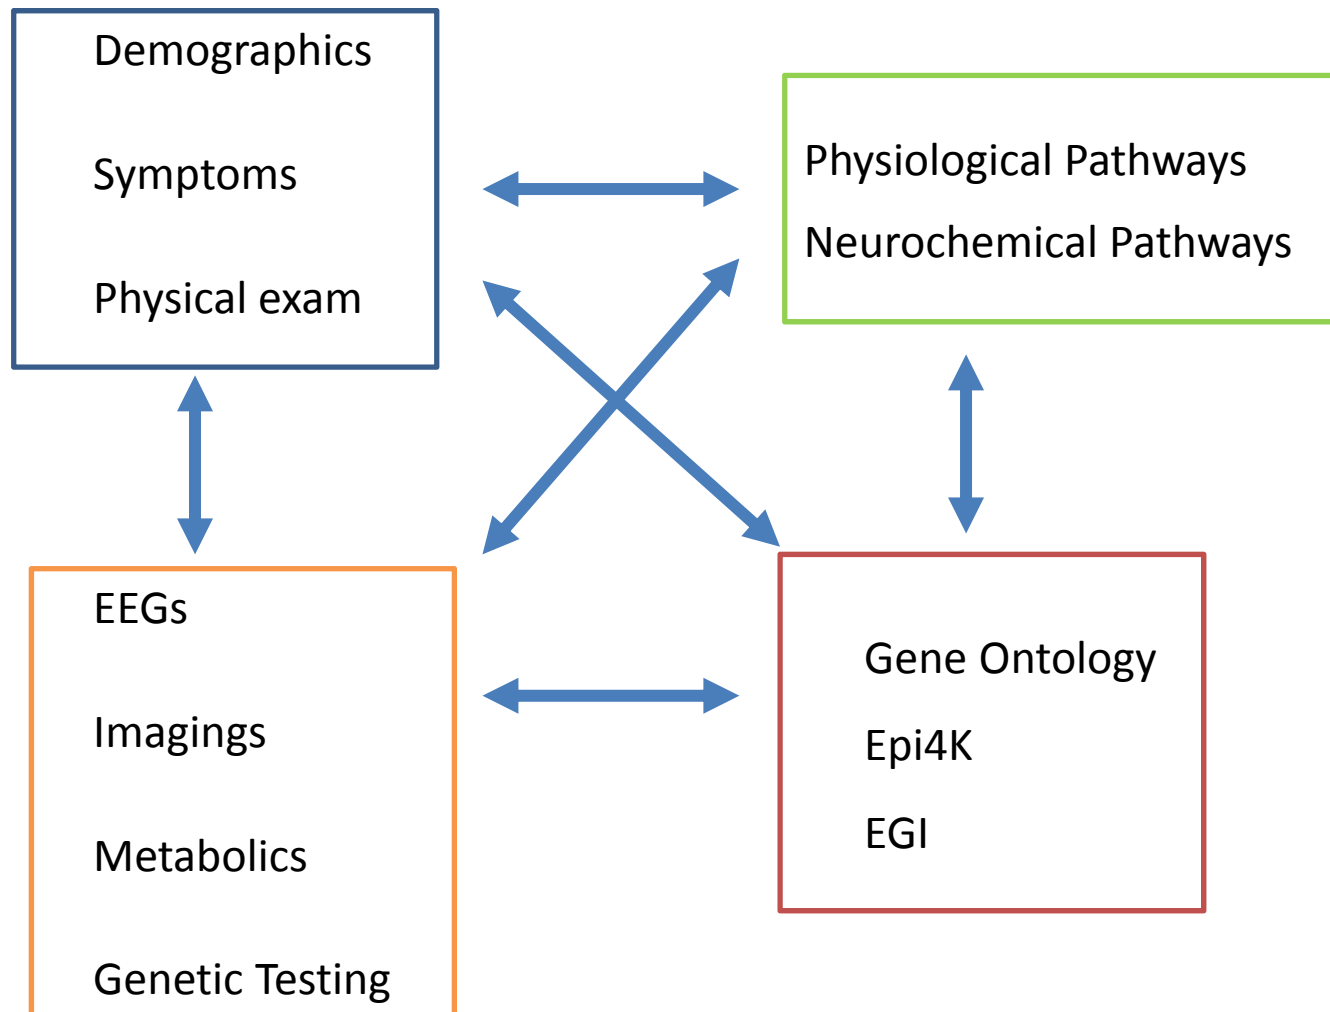 Demographics
Symptoms
Physical exam
Physiological Pathways
Neurochemical Pathways
EEGs
Imagings
Metabolics
Genetic Testing
Gene Ontology
Epi4K
EGI